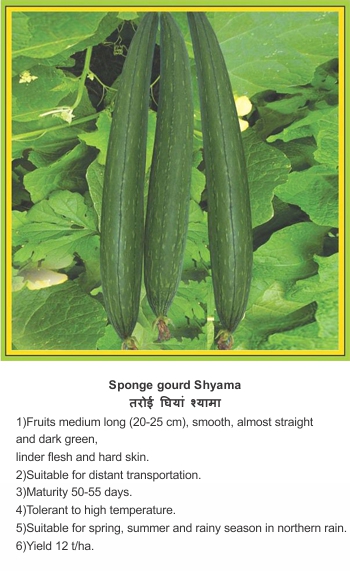 Sponge gourd Shyama
तरोई घियां श्यामा
1)Fruits medium long (20-25 cm), smooth, almost straight
and dark green,
linder flesh and hard skin.
2)Suitable for distant transportation.
3)Maturity 50-55 days.
4)Tolerant to high temperature.
5)Suitable for spring, summer and rainy season in northern rain.
6)Yield 12 t/ha.